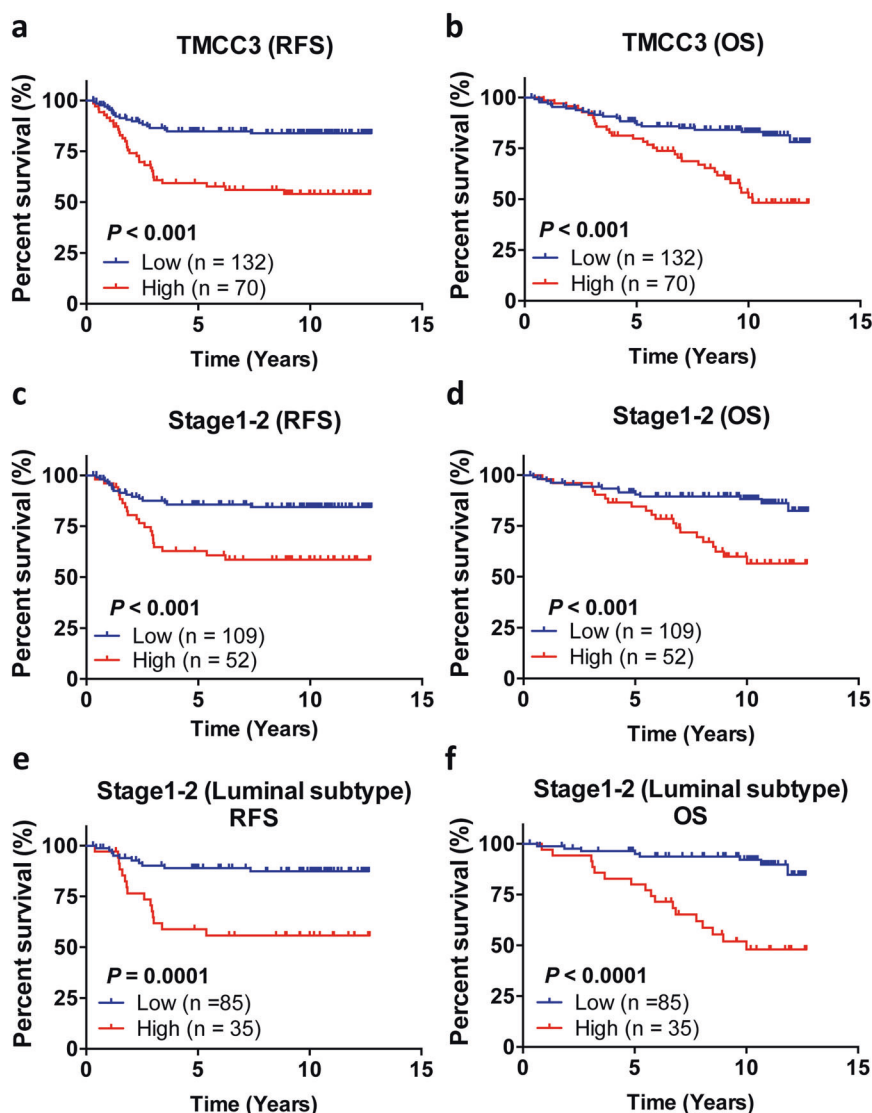 a
TMCC3 (RFS)
Percent survival (%)
100
75
50
25
0
P < 0.001
Low (n = 132)
High (n = 70)
0 5 10 15
Time (Years)
b
TMCC3 (OS)
Percent survival (%)
100
75
50
25
0
P < 0.001
Low (n = 132)
High (n = 70)
0 5 10 15
Time (Years)
c
Stage1-2 (RFS)
Percent survival (%)
100
75
50
25
0
P < 0.001
Low (n = 109)
High (n = 52)
0 5 10 15
Time (Years)
d
Stage1-2 (OS)
Percent survival (%)
100
75
50
25
0
P < 0.001
Low (n = 109)
High (n = 52)
0 5 10 15
Time (Years)
e
Stage1-2 (Luminal subtype)
RFS
Percent survival (%)
100
75
50
25
0
P = 0.0001
Low (n =85)
High (n = 35)
0 5 10 15
Time (Years)
f
Stage1-2 (Luminal subtype)
OS
Percent survival (%)
100
75
50
25
0
P < 0.0001
Low (n =85)
High (n = 35)
0 5 10 15
Time (Years)